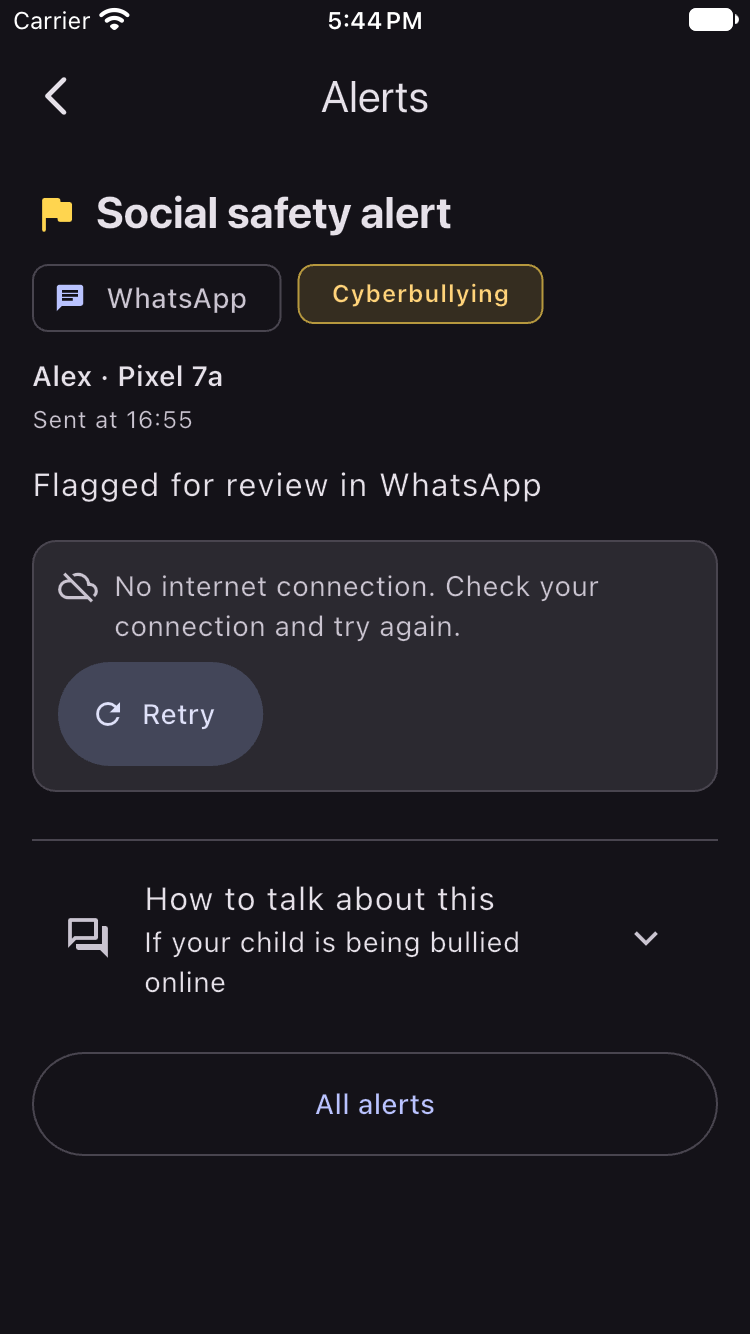 Carrier 5:44 PM
Alerts
Social safety alert
WhatsApp Cyberbullying
Alex · Pixel 7a
Sent at 16:55
Flagged for review in WhatsApp
No internet connection. Check your
connection and try again.
Retry
How to talk about this
If your child is being bullied
online
All alerts